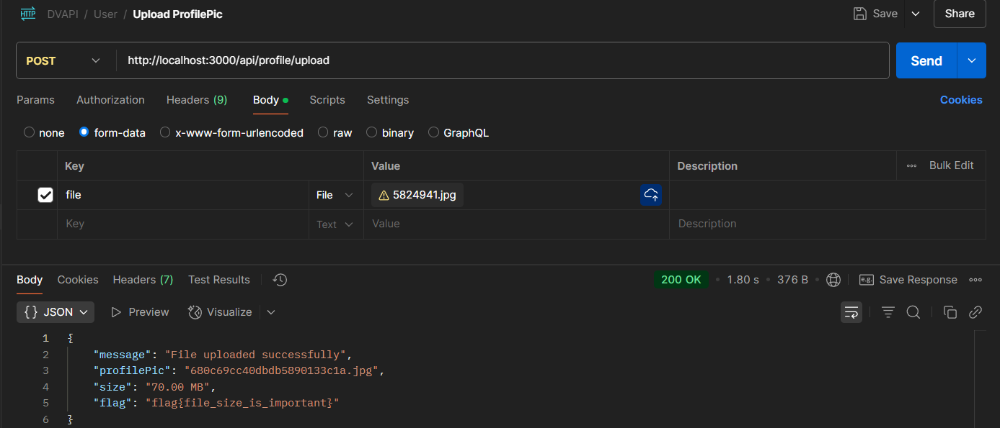 HTTP DVAPI / User / Upload ProfilePic Save Share
POST http://localhost:3000/api/profile/upload Send
Params Authorization Headers (9) Body Scripts Settings Cookies
none form-data x-www-form-urlencoded raw binary GraphQL
Key Value Description Bulk Edit
file File 5824941.jpg
Key Text Value Description
Body Cookies Headers (7) Test Results 200 OK 1.80 s 376 B e.g. Save Response
{} JSON Preview Visualize
1 {
2 "message": "File uploaded successfully",
3 "profilePic": "680c69cc40dbdb5890133c1a.jpg",
4 "size": "70.00 MB",
5 "flag": "flag{file_size_is_important}"
6 }